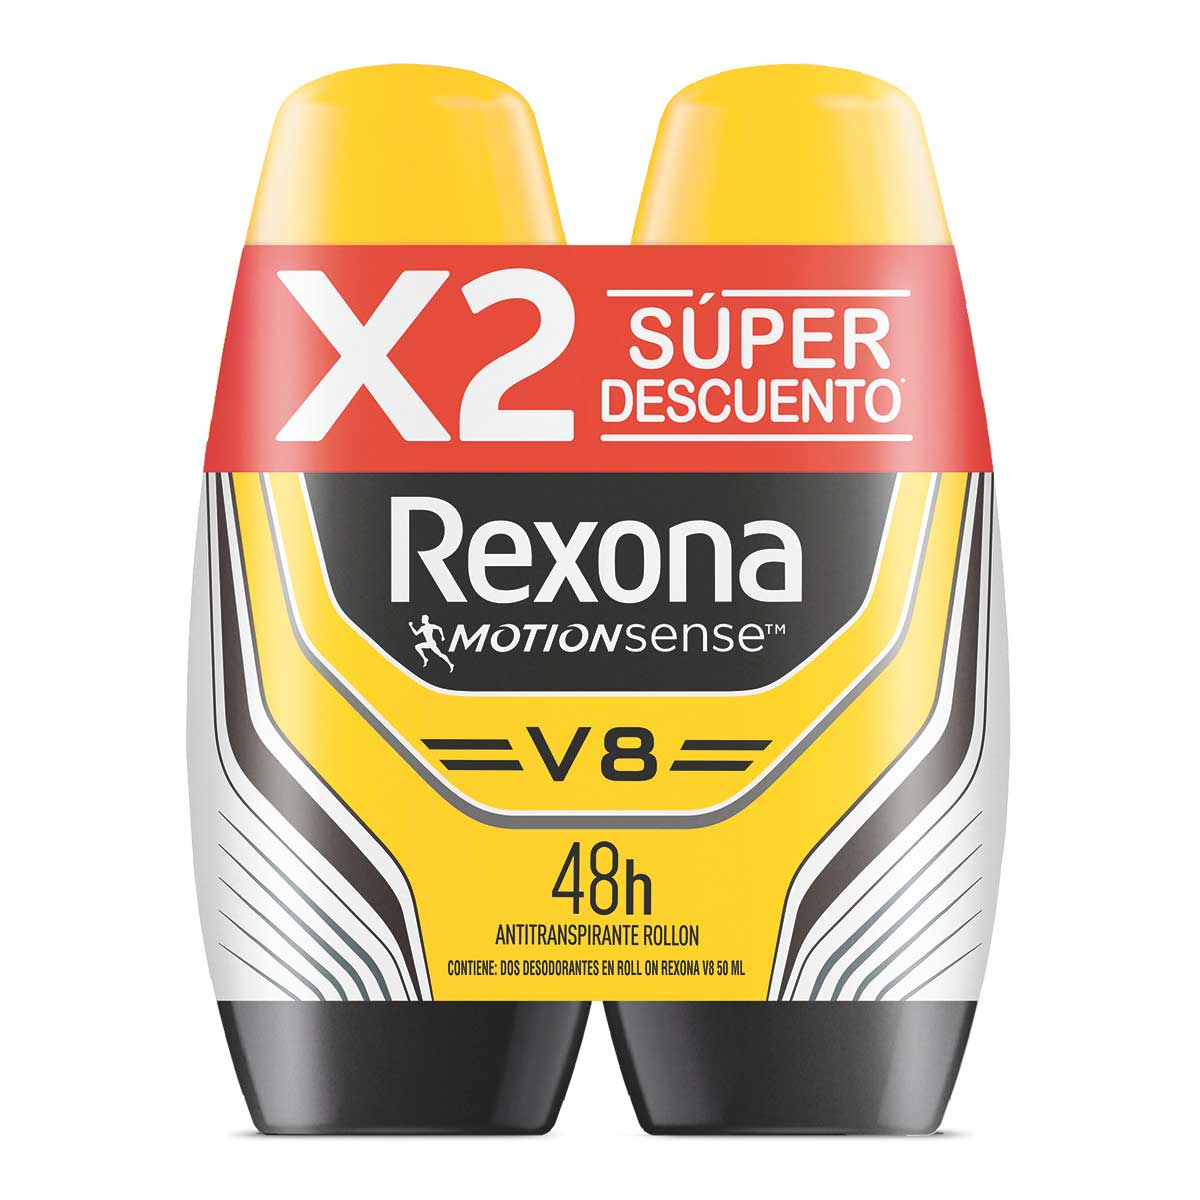 X2
SÚPER
DESCUENTO*
Rexona
MOTIONsense™
V8
48h
ANTITRANSPIRANTE ROLLON
CONTIENE: DOS DESODORANTES EN ROLL ON REXONA V8 50 ML